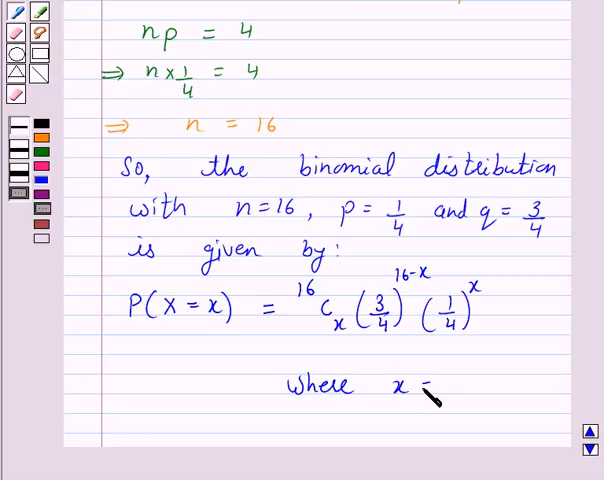 np = 4
⇒ n × 1/4 = 4
⇒ n = 16
So, the binomial distribution
with n=16, p = 1/4 and q = 3/4
is given by:
P(X = x) = ¹⁶Cₓ (3/4)^(16-x) (1/4)^x
where x =